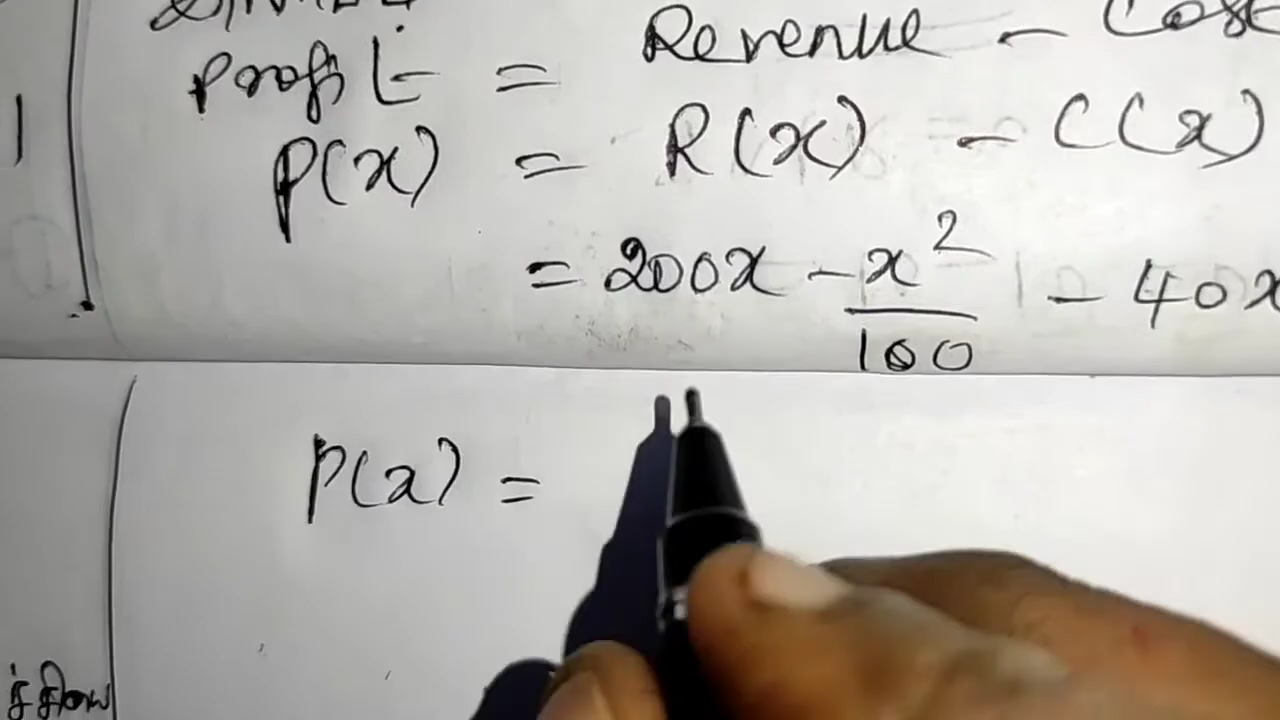 Profit = Revenue - Cost
P(x) = R(x) - C(x)
= 200x - x²/100 - 40x
P(x) =